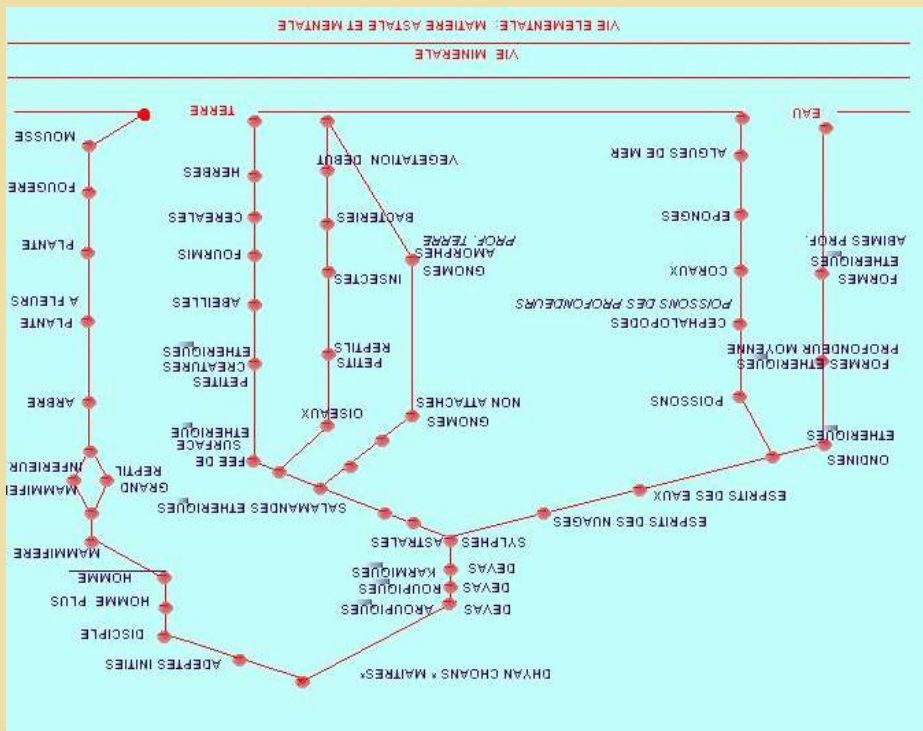 DHYAN CHOANS * MAITRES*
ADEPTES INITIES
DISCIPLE
HOMME PLUS
HOMME
MAMMIFERE
GRAND
REPTIL
MAMMIFE
INFERIEUR
ARBRE
PLANTE
A FLEURS
PLANTE
FOUGERE
MOUSSE
DEVAS
AROUPIQUES
DEVAS
ROUPIQUES
DEVAS
KARMIQUES
SYLPHES
ASTRALES
ESPRITS DES NUAGES
ESPRITS DES EAUX
ONDINES
ETHERIQUES
FORMES ETHERIQUES
PROFONDEUR MOYENNE
FORMES
ETHERIQUES
ABIMES PROF.
EAU
POISSONS
CEPHALOPODES
POISSONS DES PROFONDEURS
CORAUX
EPONGES
ALGUES DE MER
SALAMANDES ETHERIQUES
GNOMES
NON ATTACHES
GNOMES
AMORPHES
PROF. TERRE
OISEAUX
PETITS
REPTILS
INSECTES
BACTERIES
VEGETATION DEBUT
FEE DE
SURFACE
ETHERIQUE
PETITES
CREATURES
ETHERIQUES
ABEILLES
FOURMIS
CEREALES
HERBES
TERRE
VIE MINERALE
VIE ELEMENTALE: MATIERE ASTALE ET MENTALE